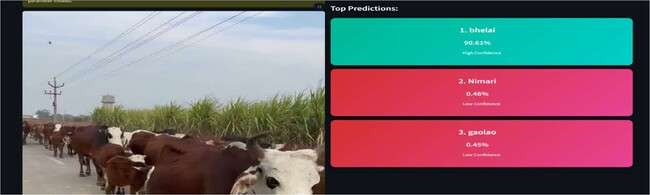 Top Predictions:
1. bhelai
90.61%
High Confidence
2. Nimari
0.46%
Low Confidence
3. gaolao
0.45%
Low Confidence